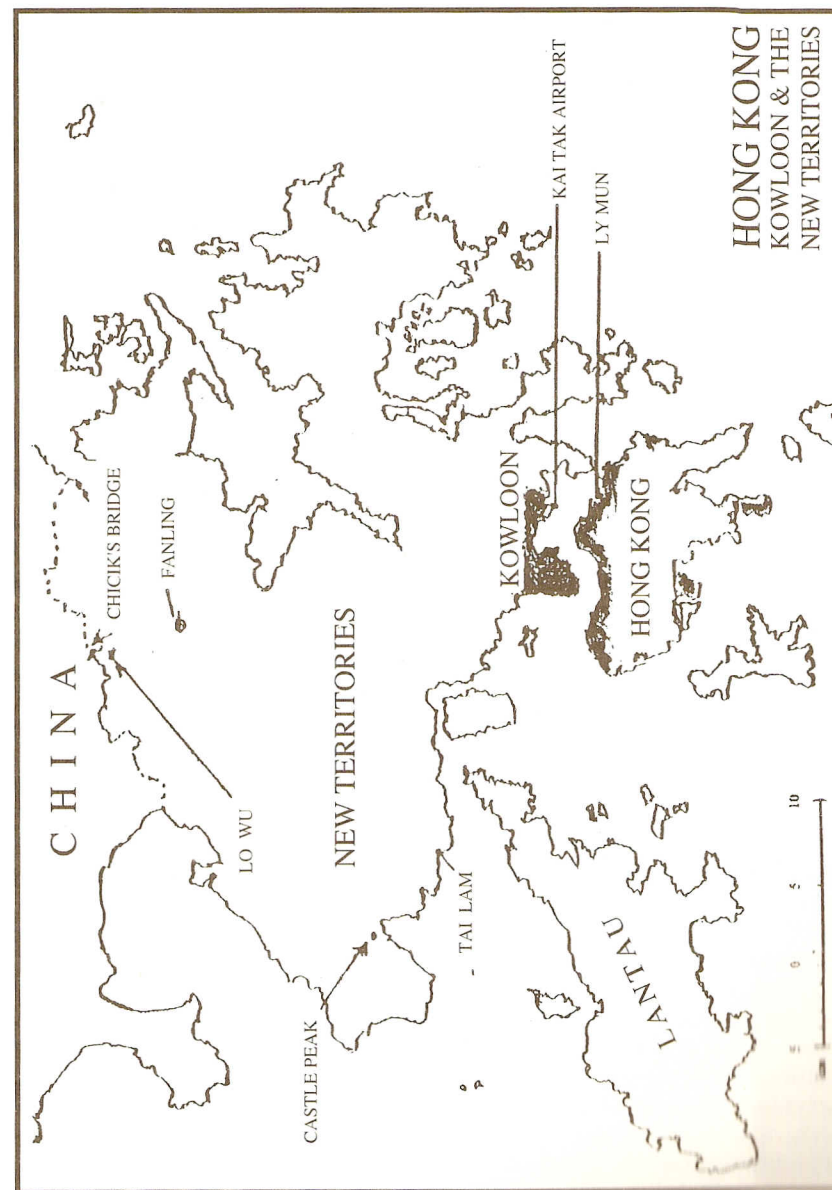 CHINA
CHICIK'S BRIDGE
FANLING
LO WU
NEW TERRITORIES
CASTLE PEAK
TAI LAM
KOWLOON
KAI TAK AIRPORT
LY MUN
HONG KONG
LANTAU
5 0 5 10
HONG KONG
KOWLOON & THE
NEW TERRITORIES